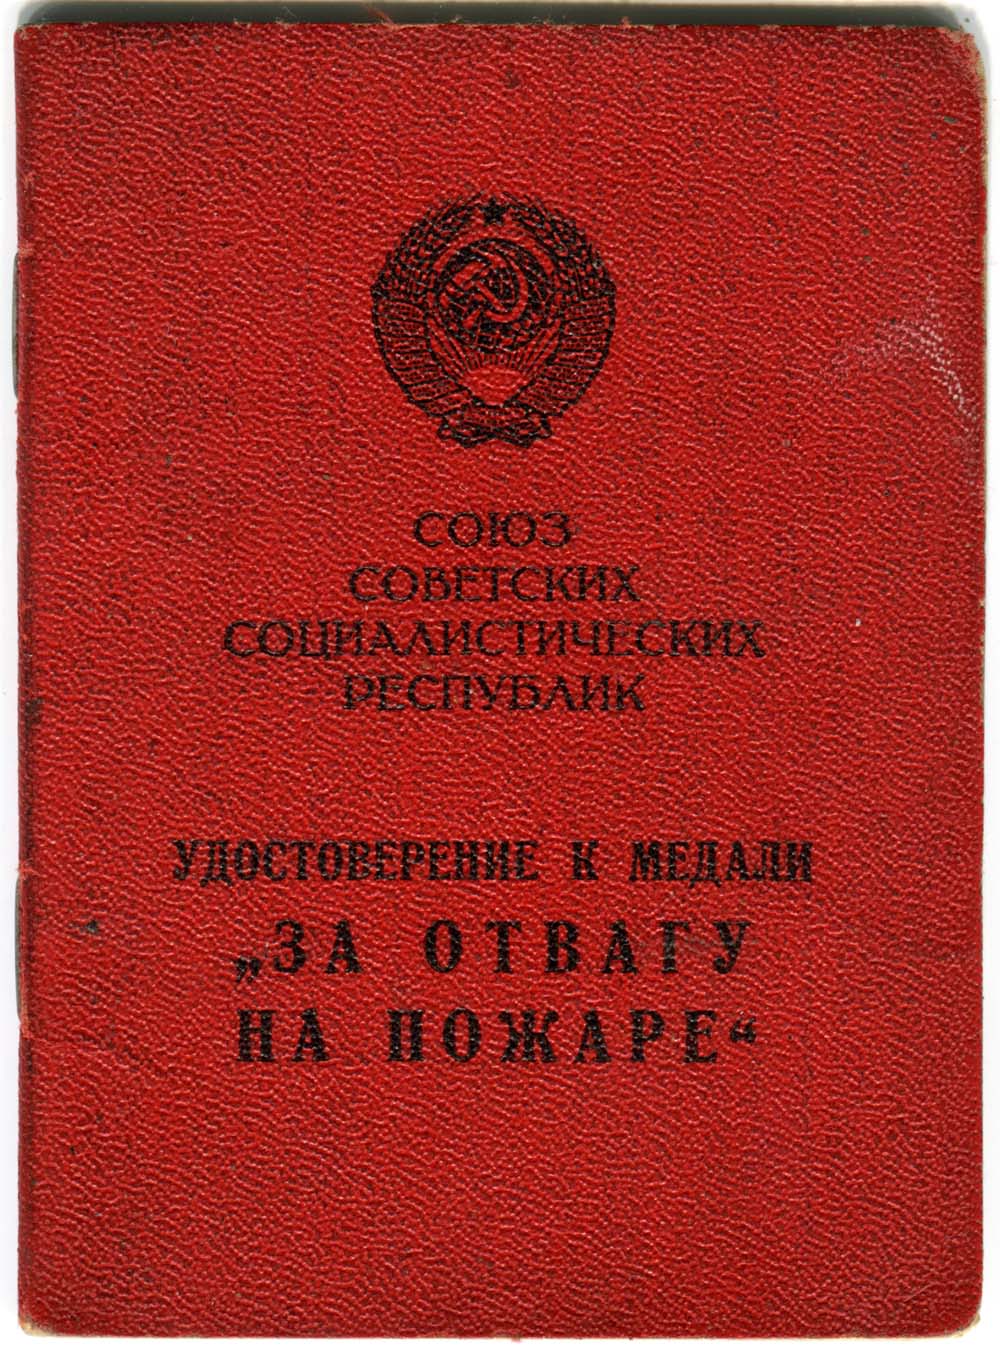 СОЮЗ
СОВЕТСКИХ
СОЦИАЛИСТИЧЕСКИХ
РЕСПУБЛИК
УДОСТОВЕРЕНИЕ К МЕДАЛИ
„ЗА ОТВАГУ
НА ПОЖАРЕ“